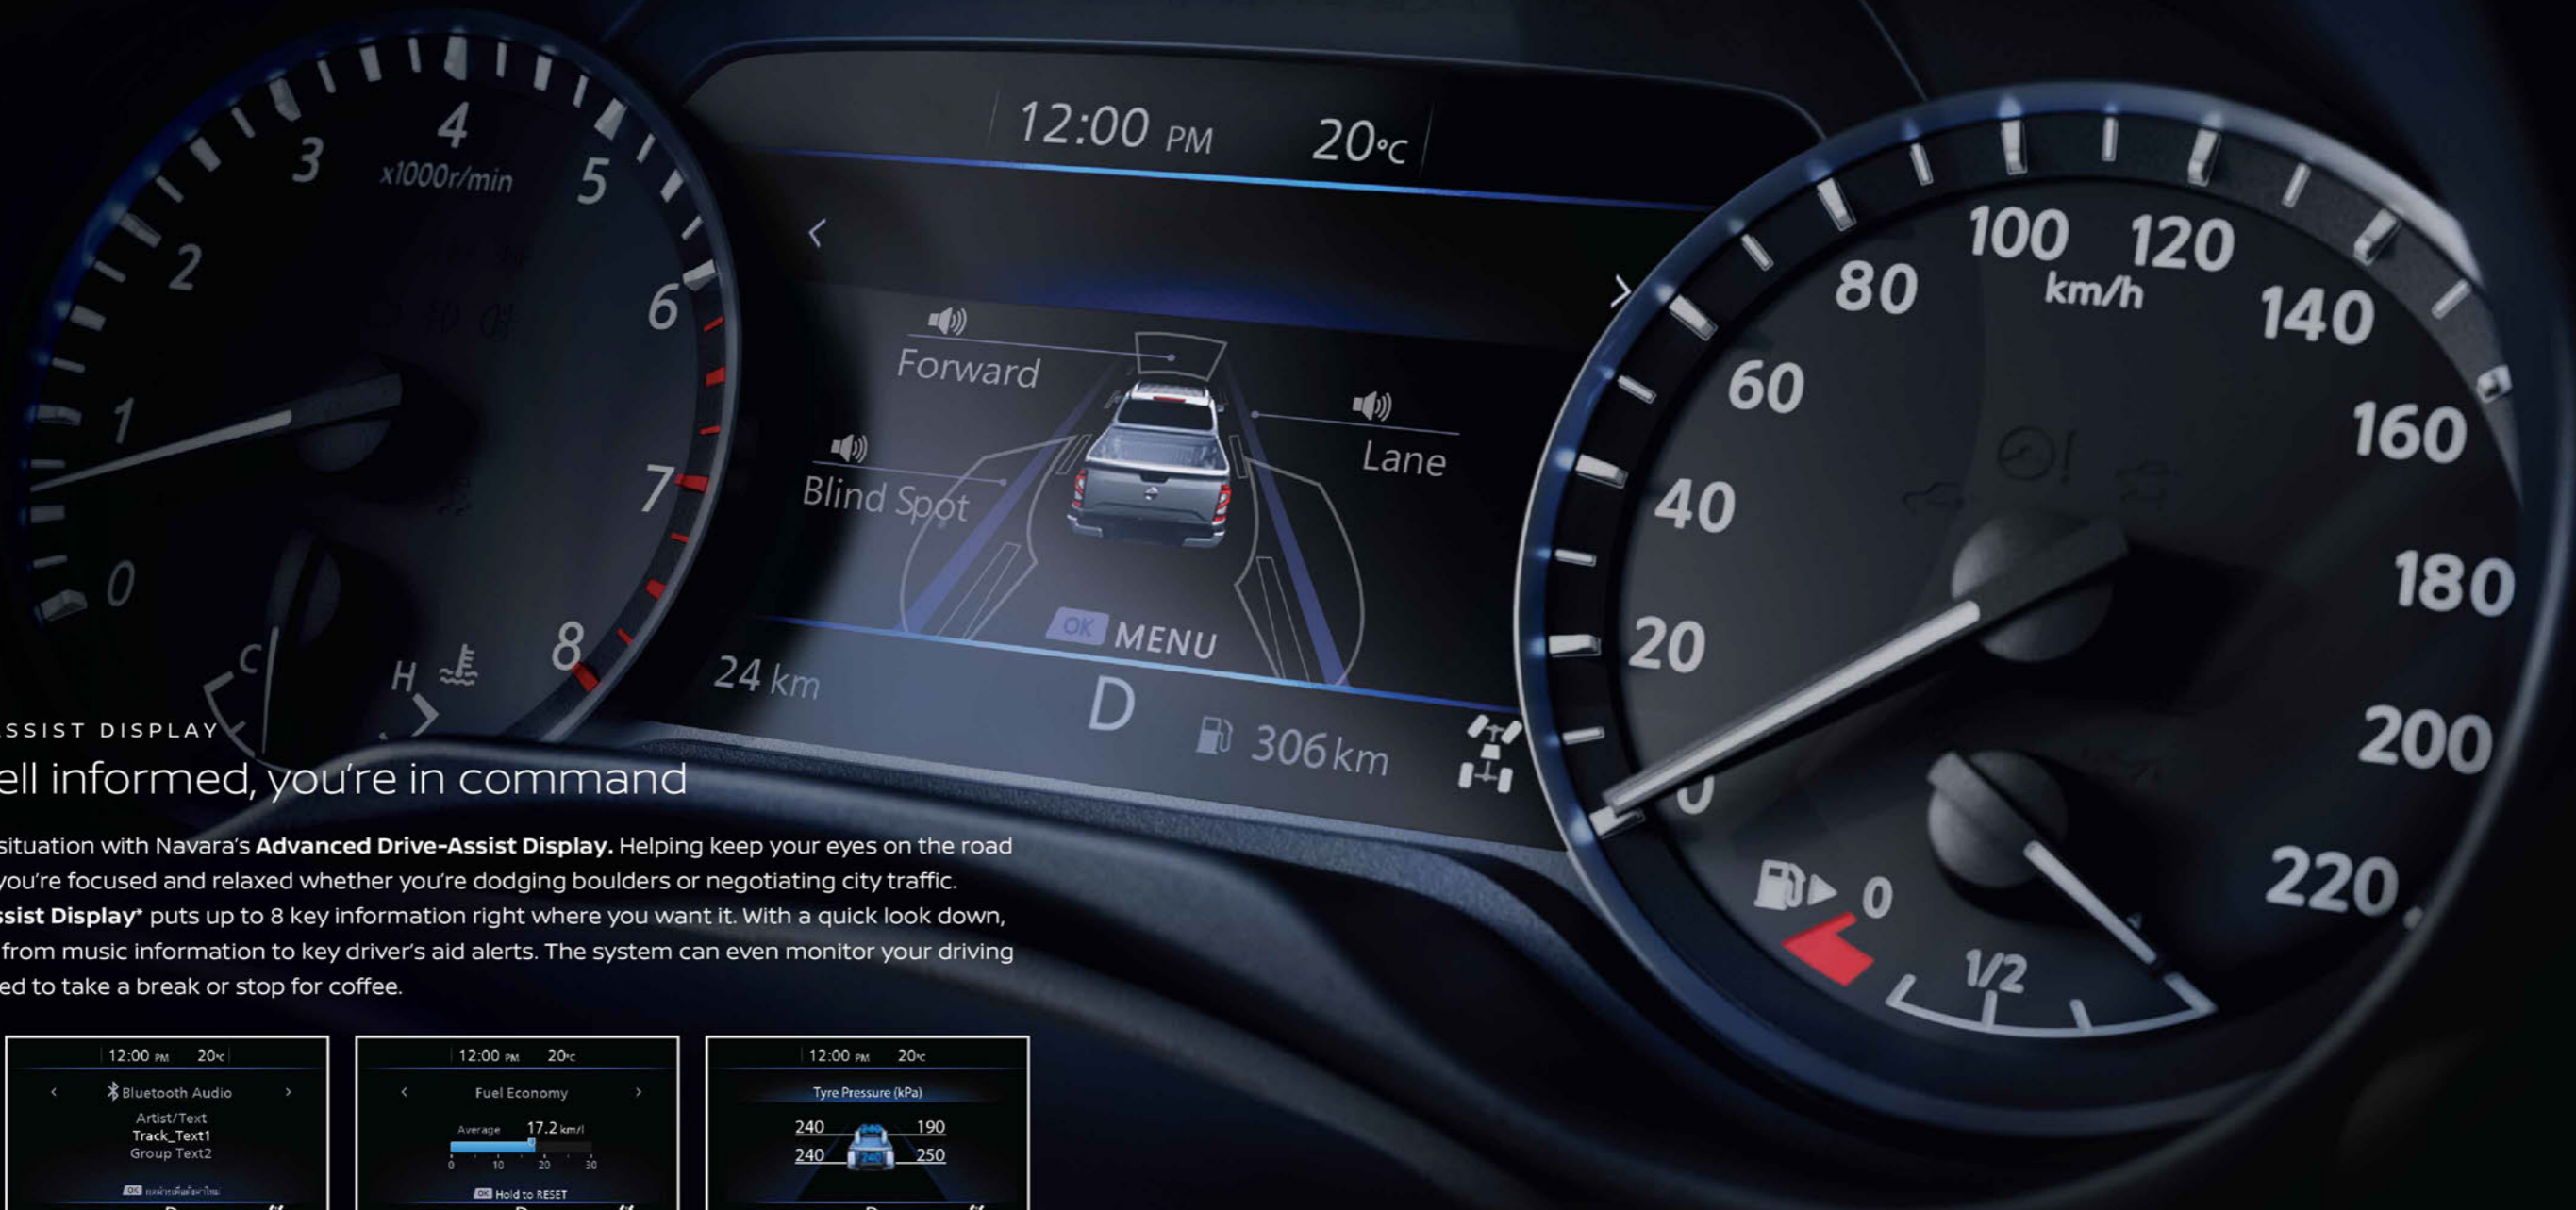 4
3
5
x1000r/min
2
6
1
7
0
8
C
H
12:00 PM 20°C
<
>
Forward
Lane
Blind Spot
OK MENU
24 km
D
306 km
100
120
km/h
80
140
60
160
40
180
20
200
0
220
0
1/2
SSIST DISPLAY
ell informed, you're in command
situation with Navara's Advanced Drive-Assist Display. Helping keep your eyes on the road
you're focused and relaxed whether you're dodging boulders or negotiating city traffic.
ssist Display* puts up to 8 key information right where you want it. With a quick look down,
from music information to key driver's aid alerts. The system can even monitor your driving
ed to take a break or stop for coffee.
12:00 PM 20°C
< Bluetooth Audio >
Artist/Text
Track_Text1
Group Text2
OK
12:00 PM 20°C
< Fuel Economy >
Average 17.2 km/l
0 10 20 30
OK Hold to RESET
12:00 PM 20°C
Tyre Pressure (kPa)
240 240 190
240 240 250